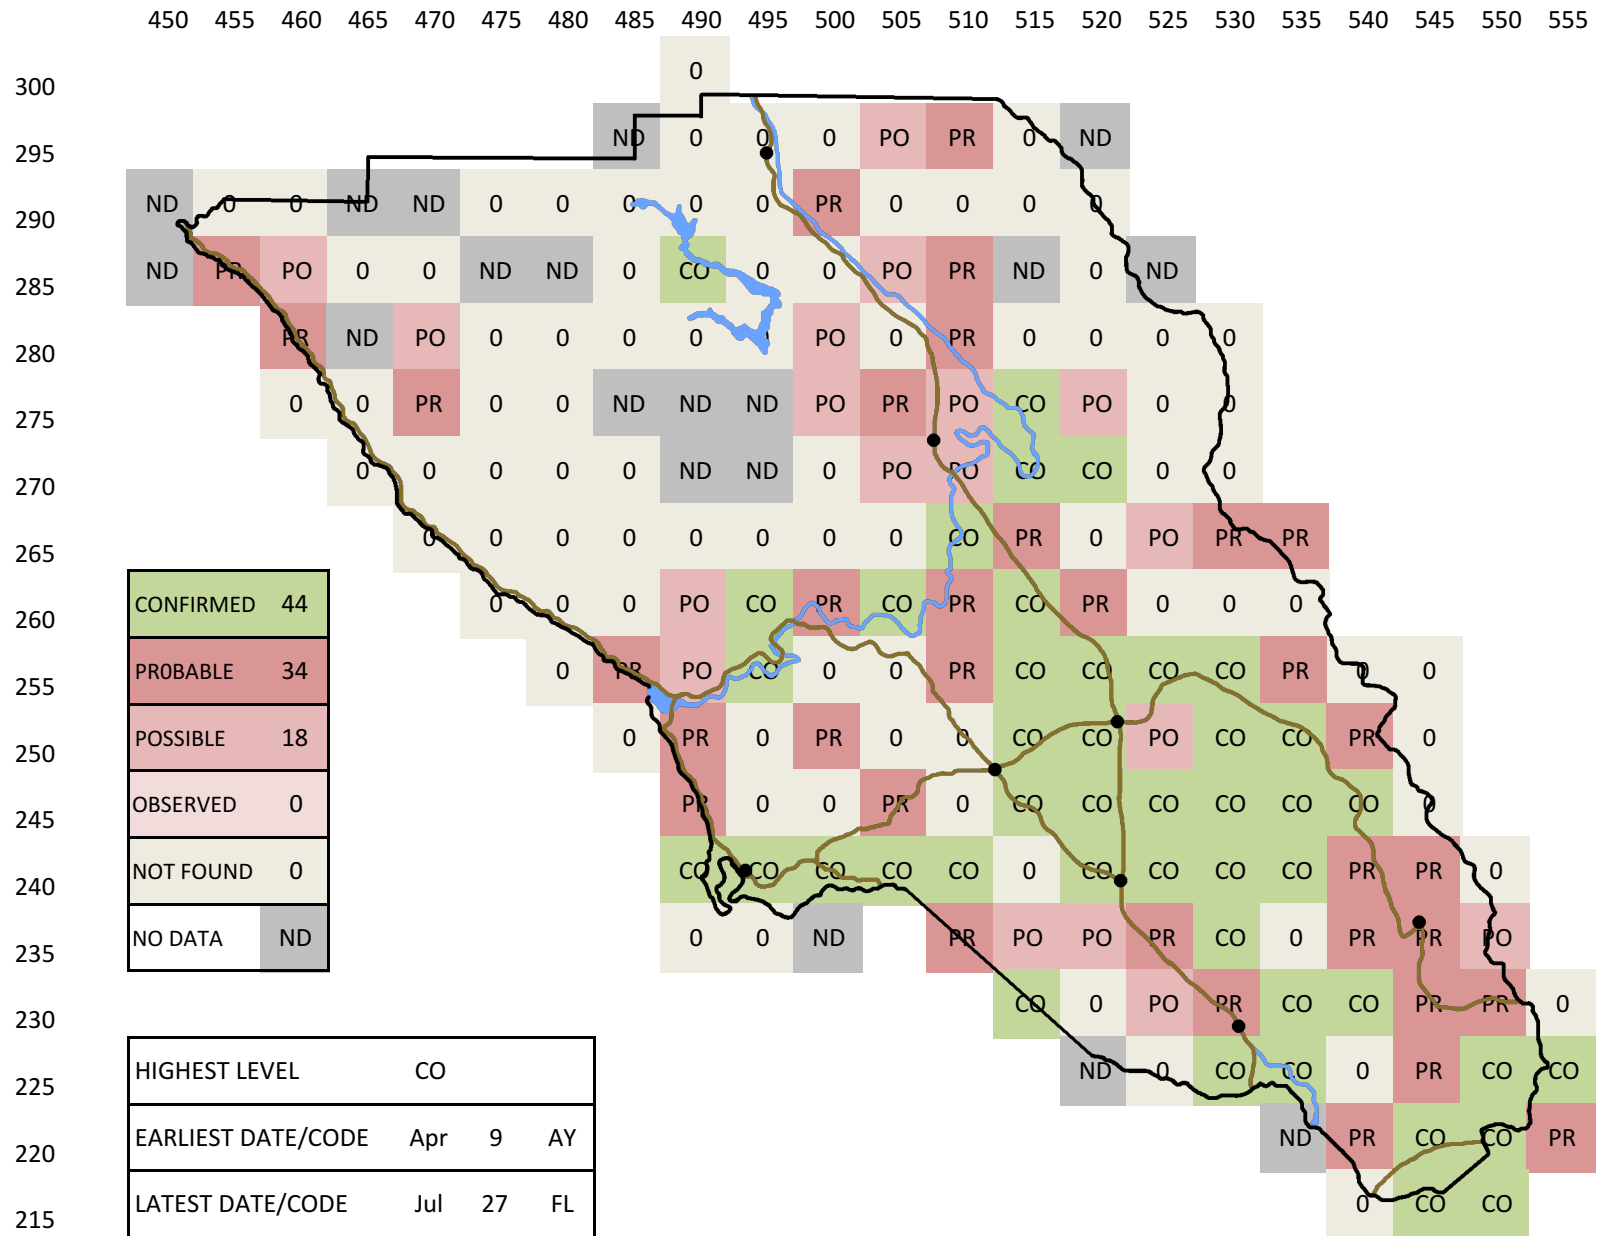 450 455 460 465 470 475 480 485 490 495 500 505 510 515 520 525 530 535 540 545 550 555
300 0
295 ND 0 0 0 PO PR 0 ND
290 ND 0 0 ND ND 0 0 0 0 0 PR 0 0 0 0
285 ND PR PO 0 0 ND ND 0 CO 0 0 PO PR ND 0 ND
280 PR ND PO 0 0 0 0 0 PO 0 PR 0 0 0 0
275 0 0 PR 0 0 ND ND ND PO PR PO CO PO 0 0
270 0 0 0 0 0 ND ND 0 PO PO CO CO 0 0
265 0 0 0 0 0 0 0 0 CO PR 0 PO PR PR
260 CONFIRMED 44 0 0 0 PO CO PR CO PR CO PR 0 0 0
255 PR0BABLE 34 0 PR PO CO 0 0 PR CO CO CO CO PR 0 0
250 POSSIBLE 18 0 PR 0 PR 0 0 CO CO PO CO CO PR 0
245 OBSERVED 0 PR 0 0 PR 0 CO CO CO CO CO CO 0
240 NOT FOUND 0 CO CO CO CO CO 0 CO CO CO CO PR PR 0
235 NO DATA ND 0 0 ND PR PO PO PR CO 0 PR PR PO
230 CO 0 PO PR CO CO PR PR 0
225 HIGHEST LEVEL CO ND 0 CO CO 0 PR CO CO
220 EARLIEST DATE/CODE Apr 9 AY ND PR CO CO PR
215 LATEST DATE/CODE Jul 27 FL 0 CO CO